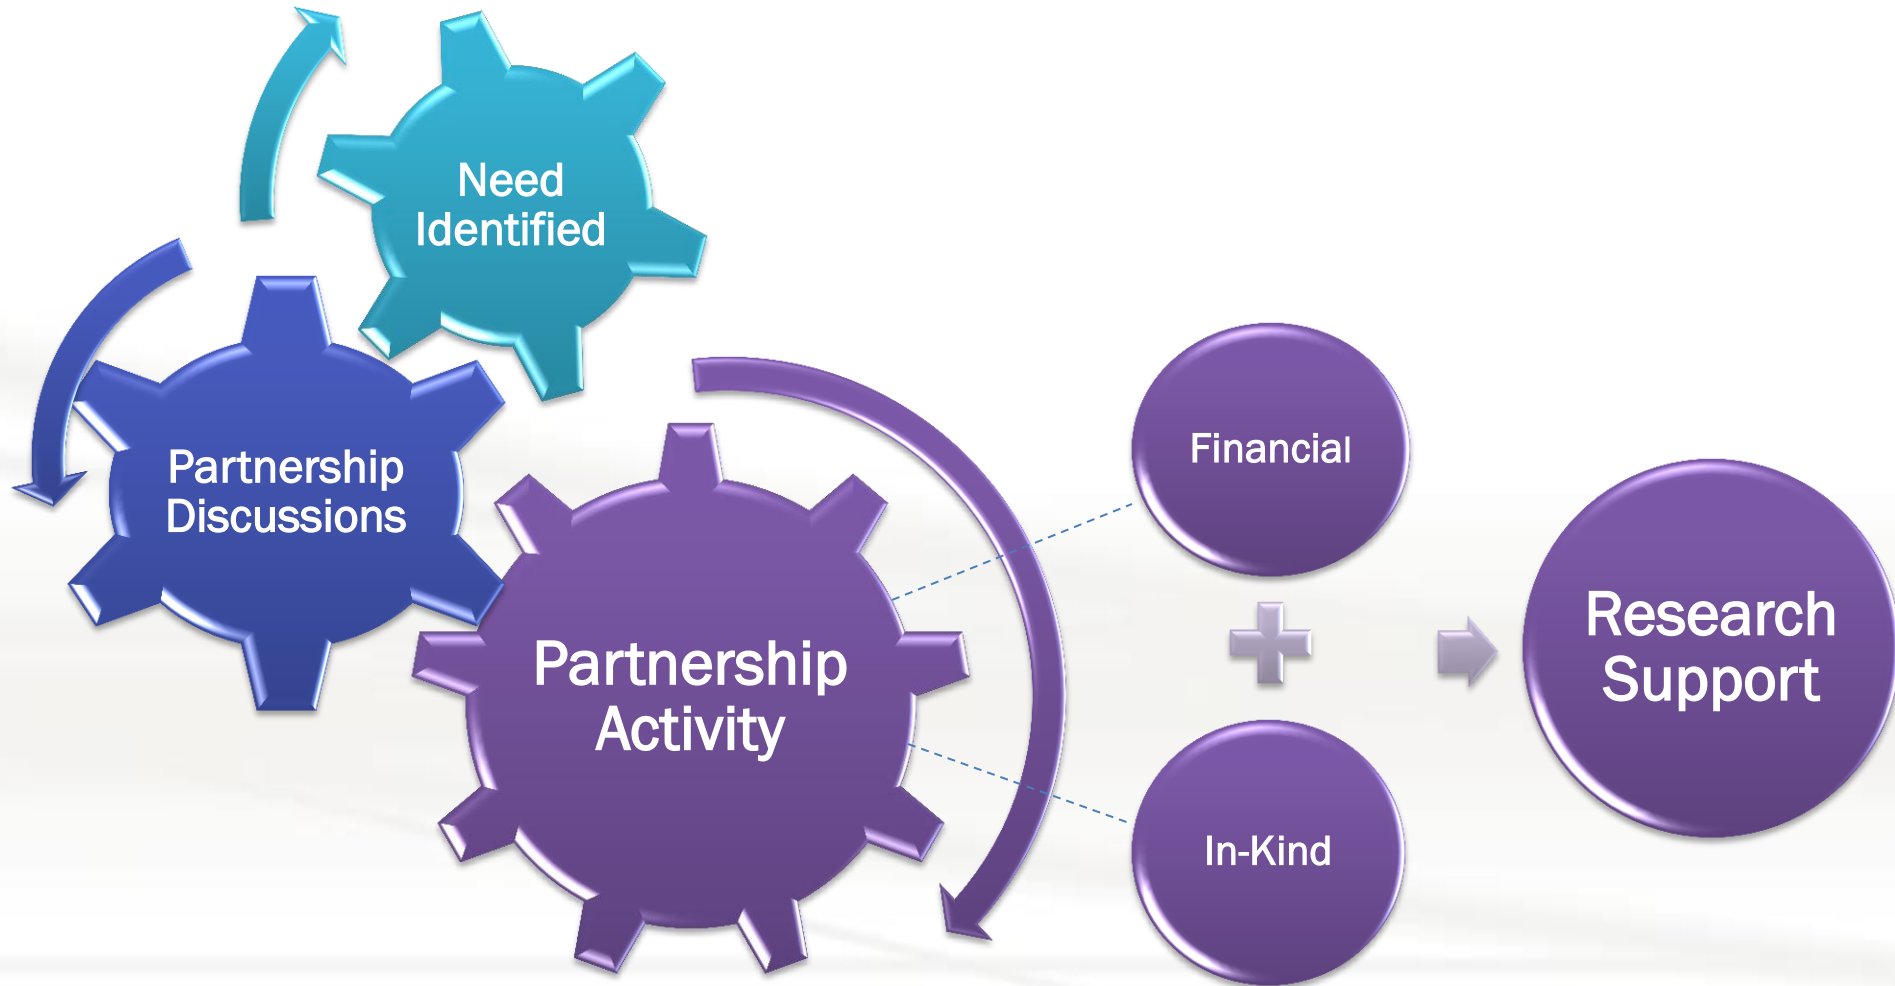 Need
Identified
Partnership
Discussions
Partnership
Activity
Financial
In-Kind
Research
Support